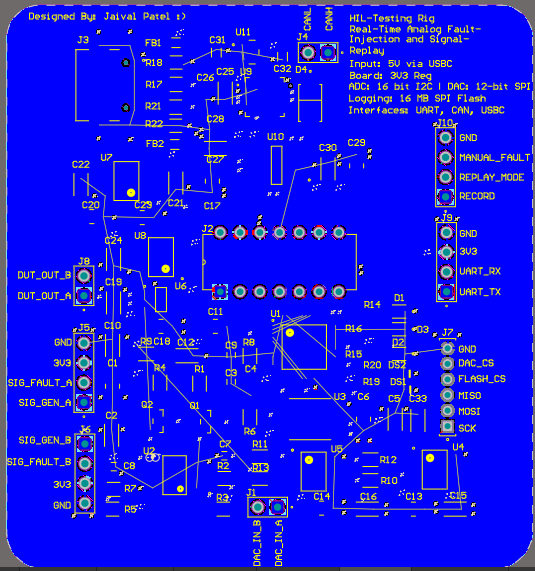 Designed By: Jaival Patel :)
HIL-Testing Rig
Real-Time Analog Fault-
Injection and Signal-
Replay
Input: 5V via USBC
Board: 3V3 Reg
ADC: 16 bit I2C | DAC: 12-bit SPI
Logging: 16 MB SPI Flash
Interfaces: UART, CAN, USBC
CANL
CANH
J4
D4
J3
FB1
R18
R17
R21
R22
FB2
C31
U11
C26
C25
U9
C32
C28
C27
U10
C30
C29
J10
GND
MANUAL_FAULT
REPLAY_MODE
RECORD
C22
U7
C20
C23
C21
C17
J9
GND
3V3
UART_RX
UART_TX
J2
U8
C24
J8
DUT_OUT_B
DUT_OUT_A
C19
U6
C11
J5
GND
3V3
SIG_FAULT_A
SIG_GEN_A
C10
R9
C18
C12
C9
R8
U1
R14
D1
R16
D3
D2
R15
R20
DS2
R19
DS1
J7
GND
DAC_CS
FLASH_CS
MISO
MOSI
SCK
C1
R4
R1
C3
C4
U3
C6
C5
C33
Q2
Q1
R6
C2
J6
SIG_GEN_B
SIG_FAULT_B
3V3
GND
U2
C8
C7
R11
R2
R13
R7
R5
R3
U5
R12
R10
U4
J1
C14
C16
C13
C15
DAC_IN_B
DAC_IN_A